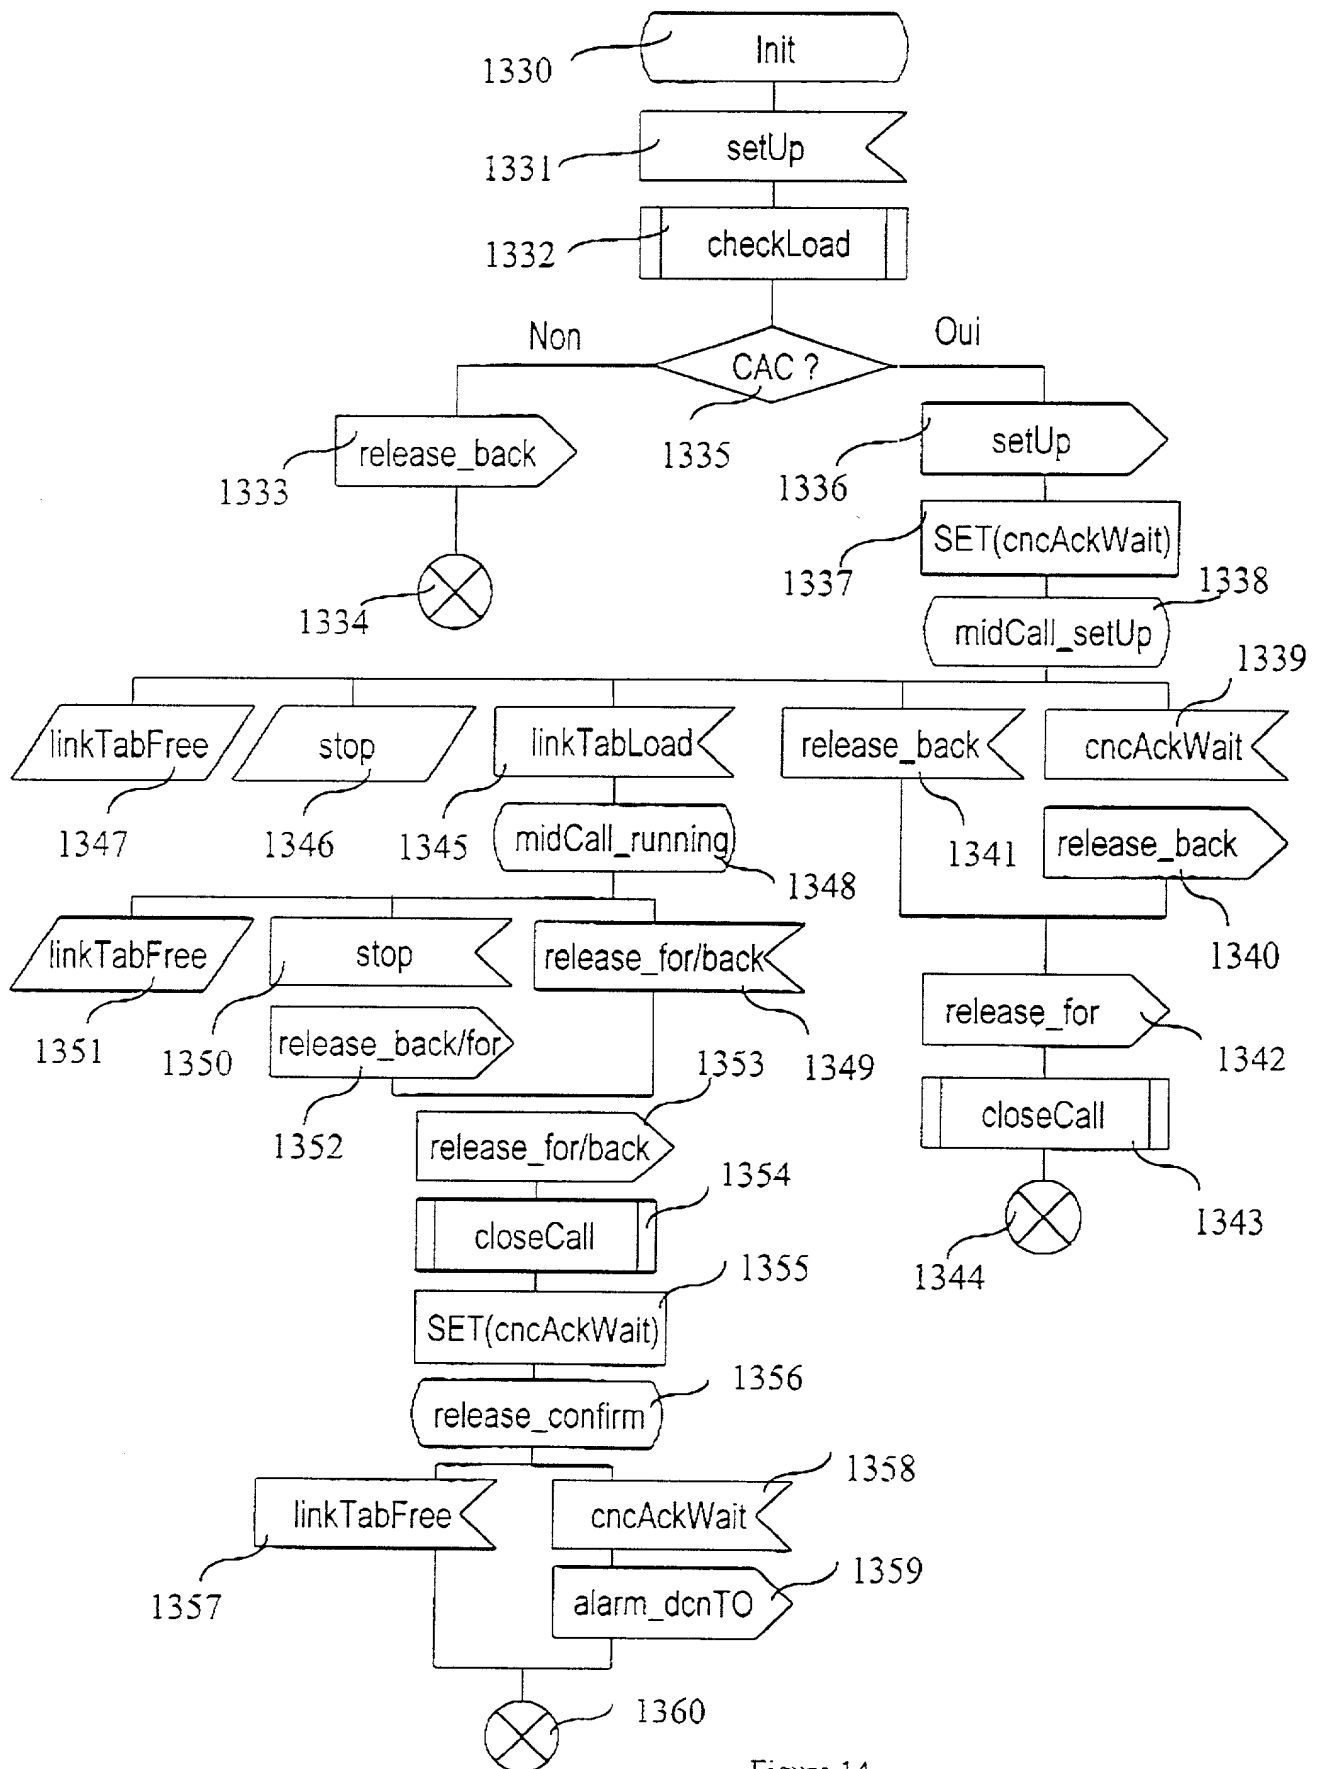 Init
1330
setUp
1331
checkLoad
1332
Non
Oui
CAC ?
1335
release_back
1333
setUp
1336
1334
SET(cncAckWait)
1337
1338
midCall_setUp
1339
linkTabFree
stop
linkTabLoad
release_back
cncAckWait
1347
1346
1345
midCall_running
1348
1341
release_back
1340
linkTabFree
stop
release_for/back
1351
1350
release_back/for
1349
release_for
1342
1352
1353
release_for/back
closeCall
1343
1354
closeCall
1344
1355
SET(cncAckWait)
1356
release_confirm
1358
linkTabFree
cncAckWait
1357
1359
alarm_dcnTO
1360
Figure 14